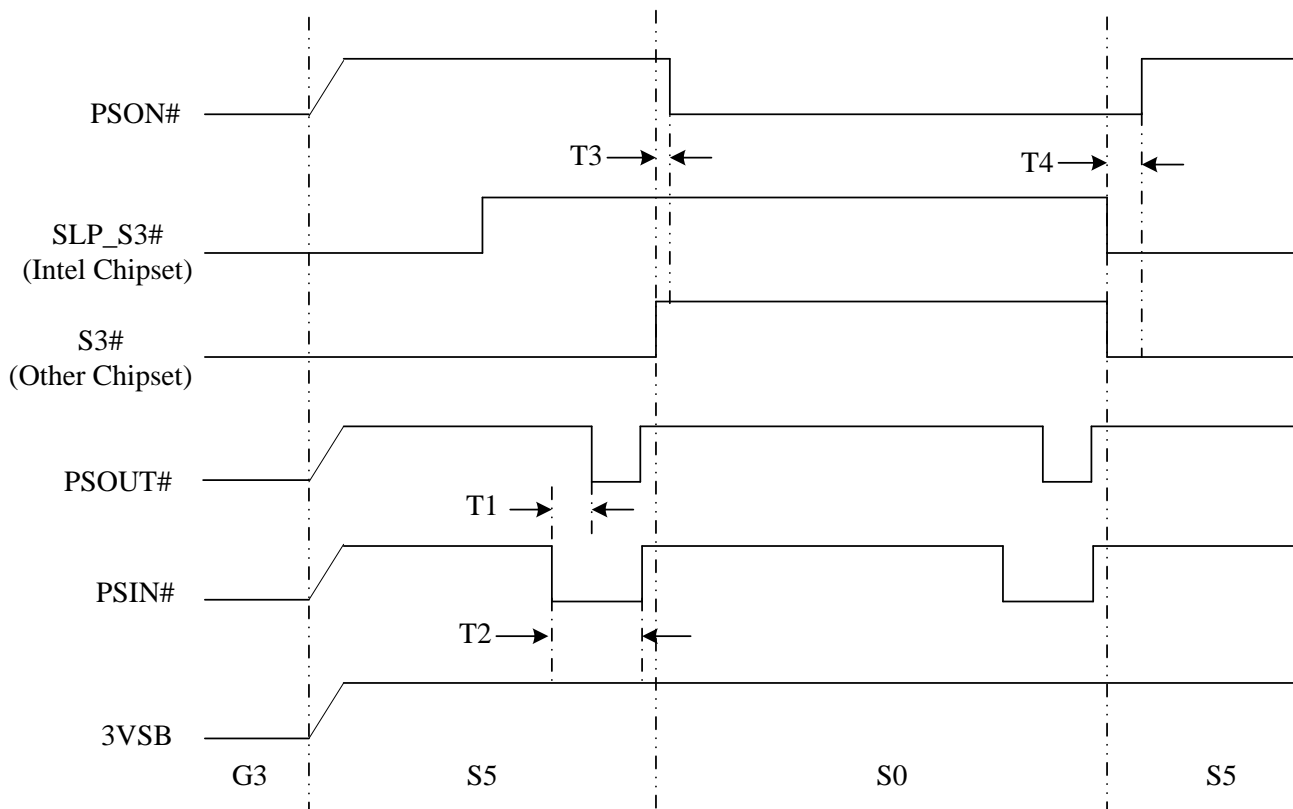 PSON#
T3
T4
SLP_S3#
(Intel Chipset)
S3#
(Other Chipset)
PSOUT#
T1
PSIN#
T2
3VSB
G3
S5
S0
S5